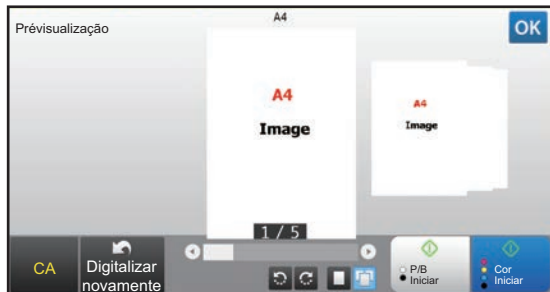 A4
Prévisualização
OK
A4
Image
A4
Image
1 / 5
CA
Digitalizar
novamente
P/B
Iniciar
Cor
Iniciar